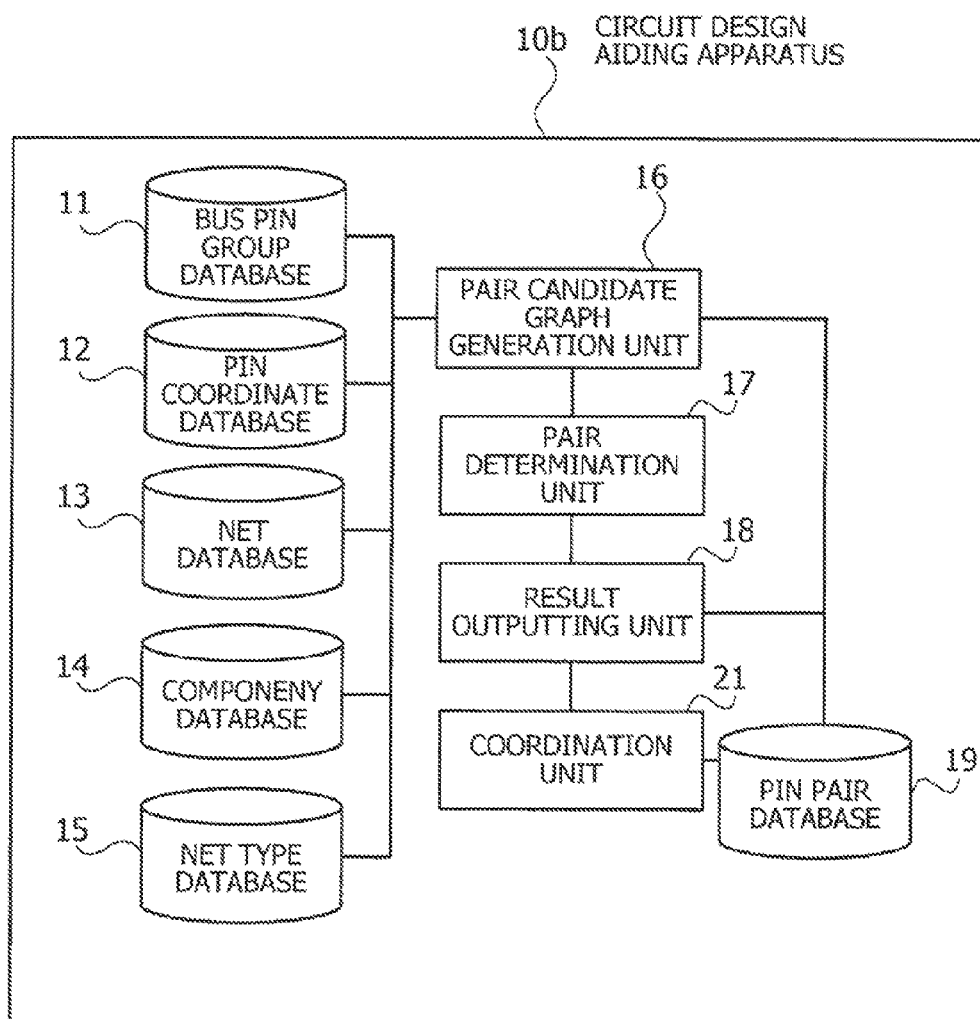 10b
CIRCUIT DESIGN
AIDING APPARATUS
11
BUS PIN
GROUP
DATABASE
12
PIN
COORDINATE
DATABASE
13
NET
DATABASE
14
COMPONENY
DATABASE
15
NET TYPE
DATABASE
16
PAIR CANDIDATE
GRAPH
GENERATION UNIT
17
PAIR
DETERMINATION
UNIT
18
RESULT
OUTPUTTING UNIT
21
COORDINATION
UNIT
19
PIN PAIR
DATABASE